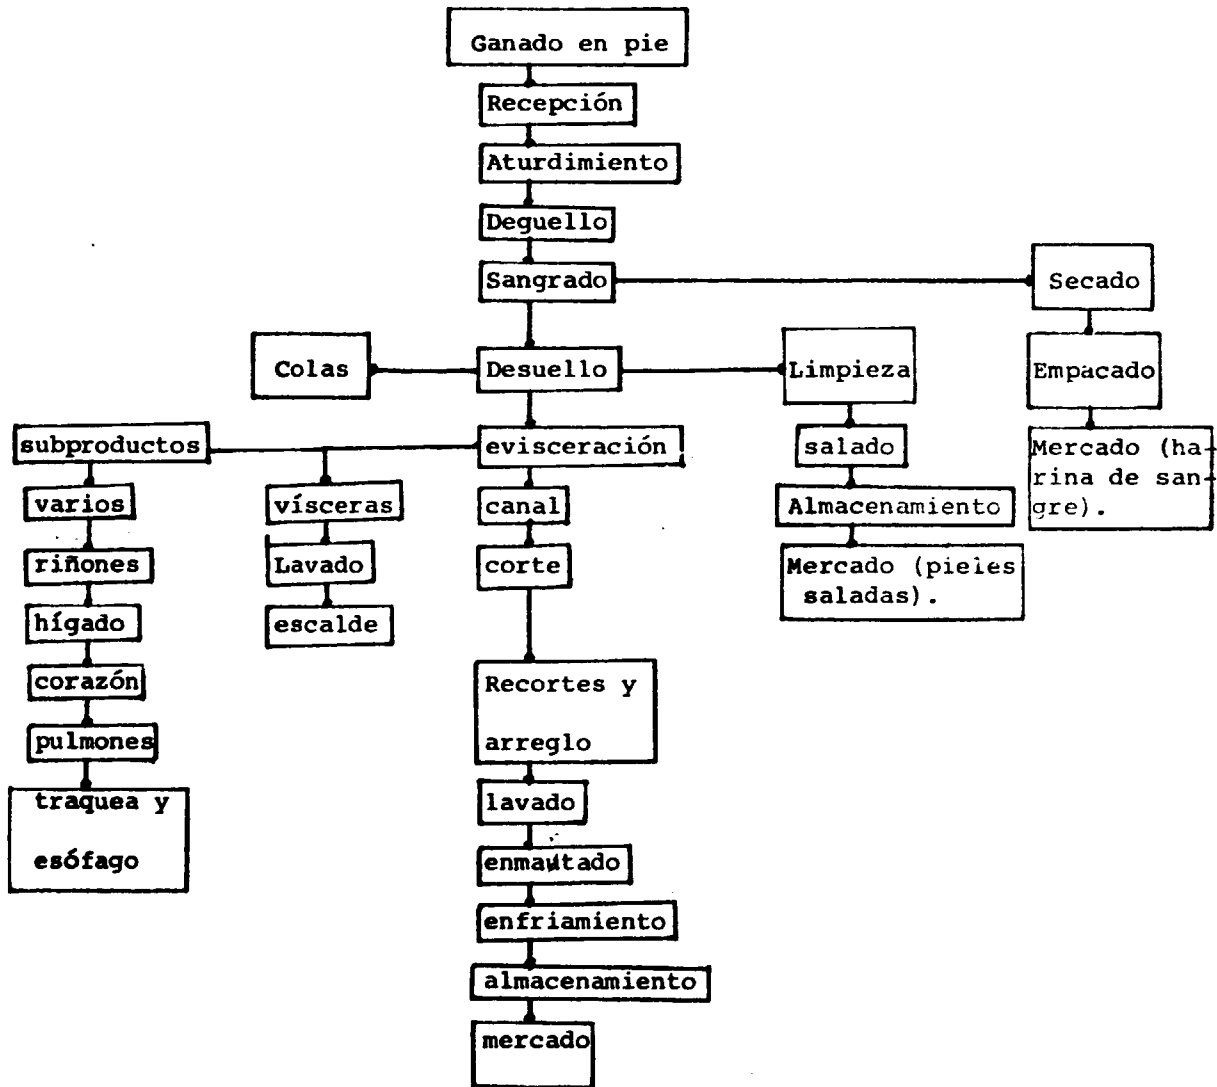 Ganado en pie
Recepción
Aturdimiento
Deguello
Sangrado
Secado
Colas
Desuello
Limpieza
Empacado
subproductos
evisceración
salado
Mercado (ha-
rina de san-
gre).
varios
vísceras
canal
Almacenamiento
riñones
Lavado
corte
Mercado (pieles
saladas).
hígado
escalde
corazón
Recortes y
arreglo
pulmones
traquea y
esófago
lavado
enmantado
enfriamiento
almacenamiento
mercado